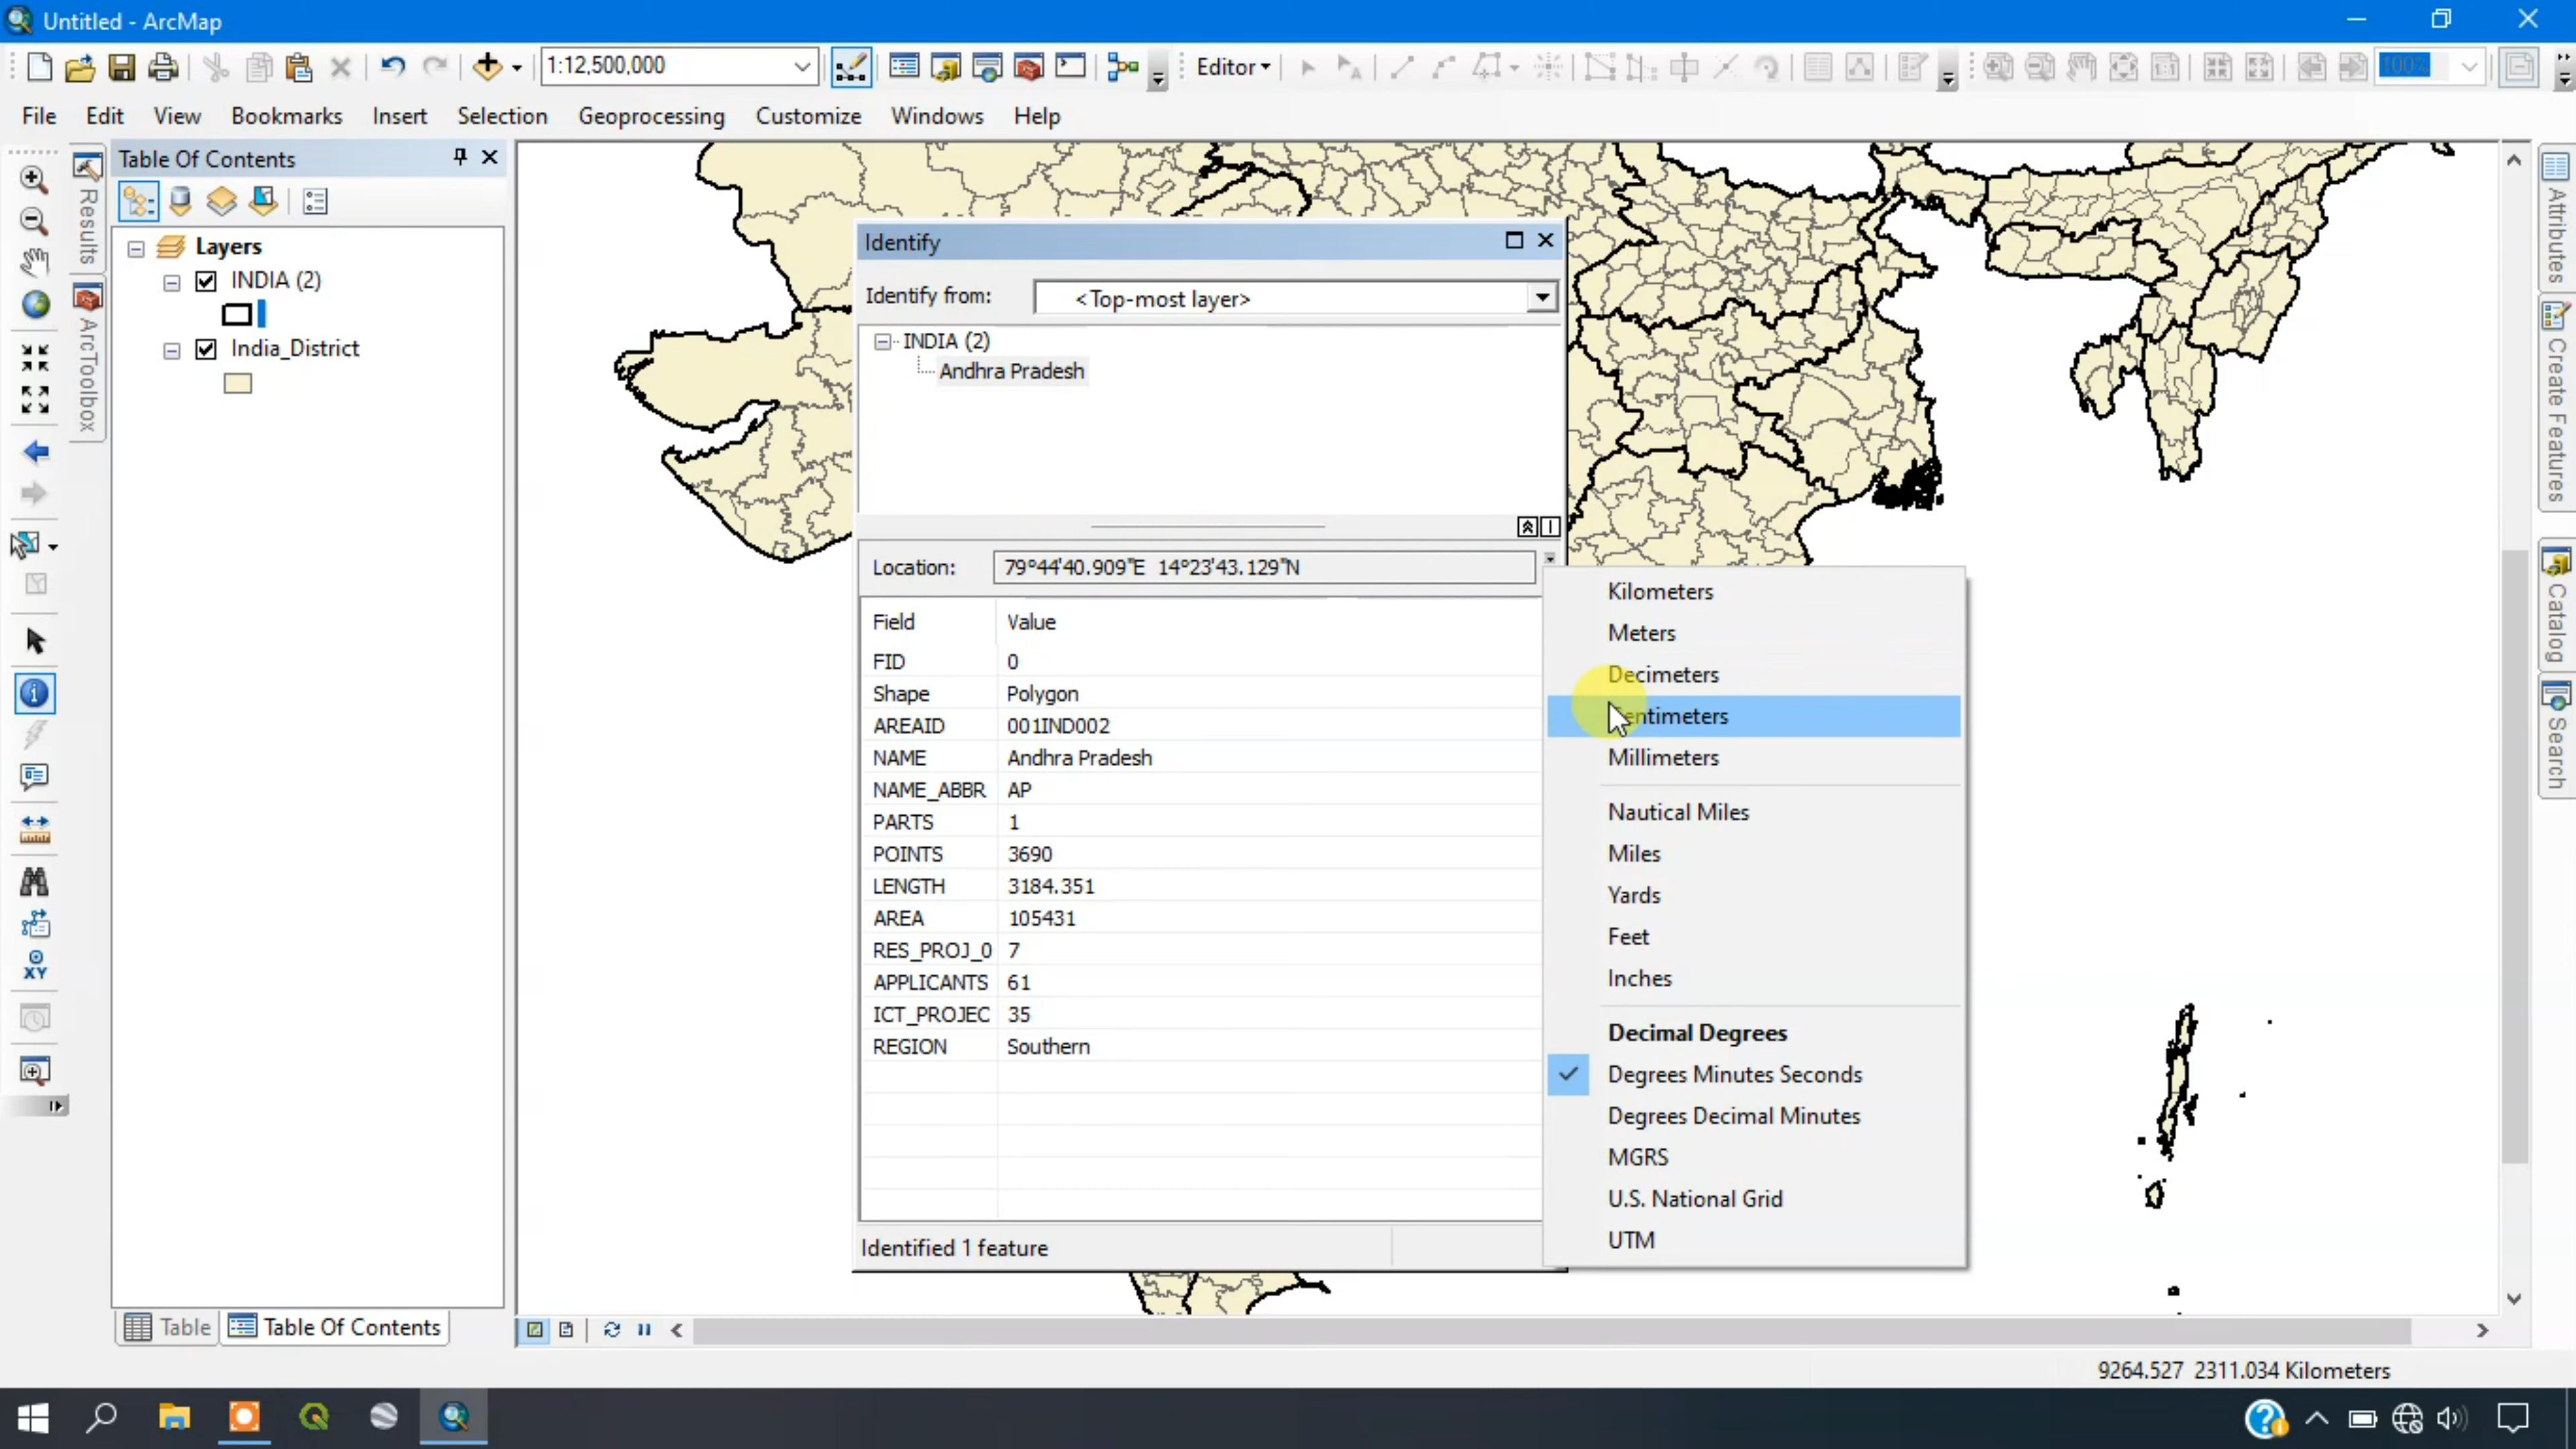 Untitled - ArcMap
1:12,500,000
Editor
100%
File Edit View Bookmarks Insert Selection Geoprocessing Customize Windows Help
Table Of Contents
Results
ArcToolbox
Layers
INDIA (2)
India_District
Identify
Identify from: <Top-most layer>
INDIA (2)
Andhra Pradesh
Location: 79°44'40.909"E 14°23'43.129"N
Field Value
FID 0
Shape Polygon
AREAID 001IND002
NAME Andhra Pradesh
NAME_ABBR AP
PARTS 1
POINTS 3690
LENGTH 3184.351
AREA 105431
RES_PROJ_0 7
APPLICANTS 61
ICT_PROJEC 35
REGION Southern
Identified 1 feature
Kilometers
Meters
Decimeters
Centimeters
Millimeters
Nautical Miles
Miles
Yards
Feet
Inches
Decimal Degrees
Degrees Minutes Seconds
Degrees Decimal Minutes
MGRS
U.S. National Grid
UTM
Attributes
Create Features
Catalog
Search
XY
Table Table Of Contents
9264.527 2311.034 Kilometers